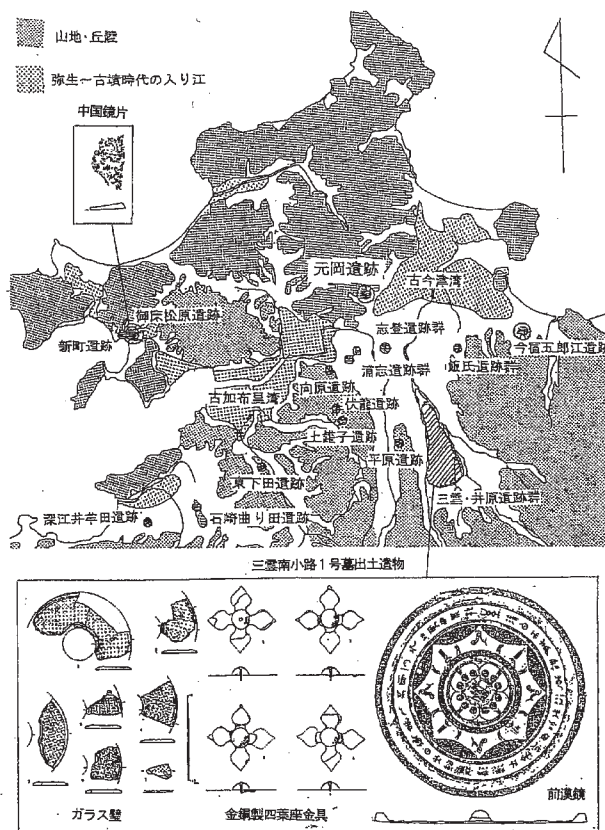 山地・丘陵
弥生～古墳時代の入り江
中国鏡片
元岡遺跡
古今津湾
御床松原遺跡
新町遺跡
志登遺跡群
今宿五郎江遺跡
浦志遺跡群
飯氏遺跡群
向原遺跡
古加布里湾
伏龍遺跡
上鑵子遺跡
平原遺跡
東下田遺跡
三雲・井原遺跡群
深江井牟田遺跡
石崎曲り田遺跡
三雲南小路1号墓出土遺物
前漢鏡
ガラス璧
金銅製四葉座金具